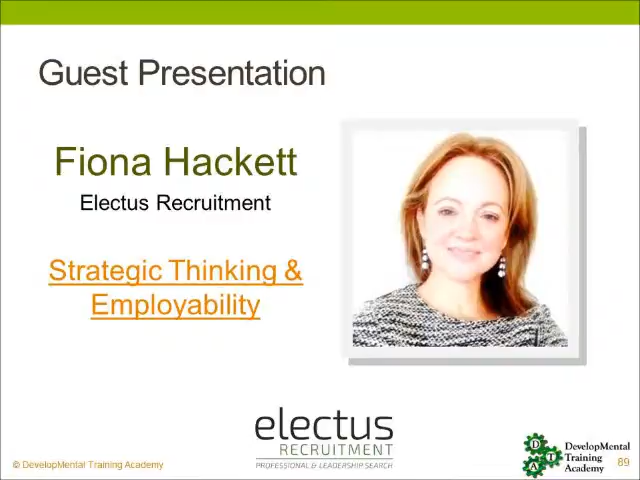 Guest Presentation
Fiona Hackett
Electus Recruitment
Strategic Thinking &
Employability
electus
RECRUITMENT
PROFESSIONAL & LEADERSHIP SEARCH
© DevelopMental Training Academy
D
T
A
DevelopMental
Training
Academy
89